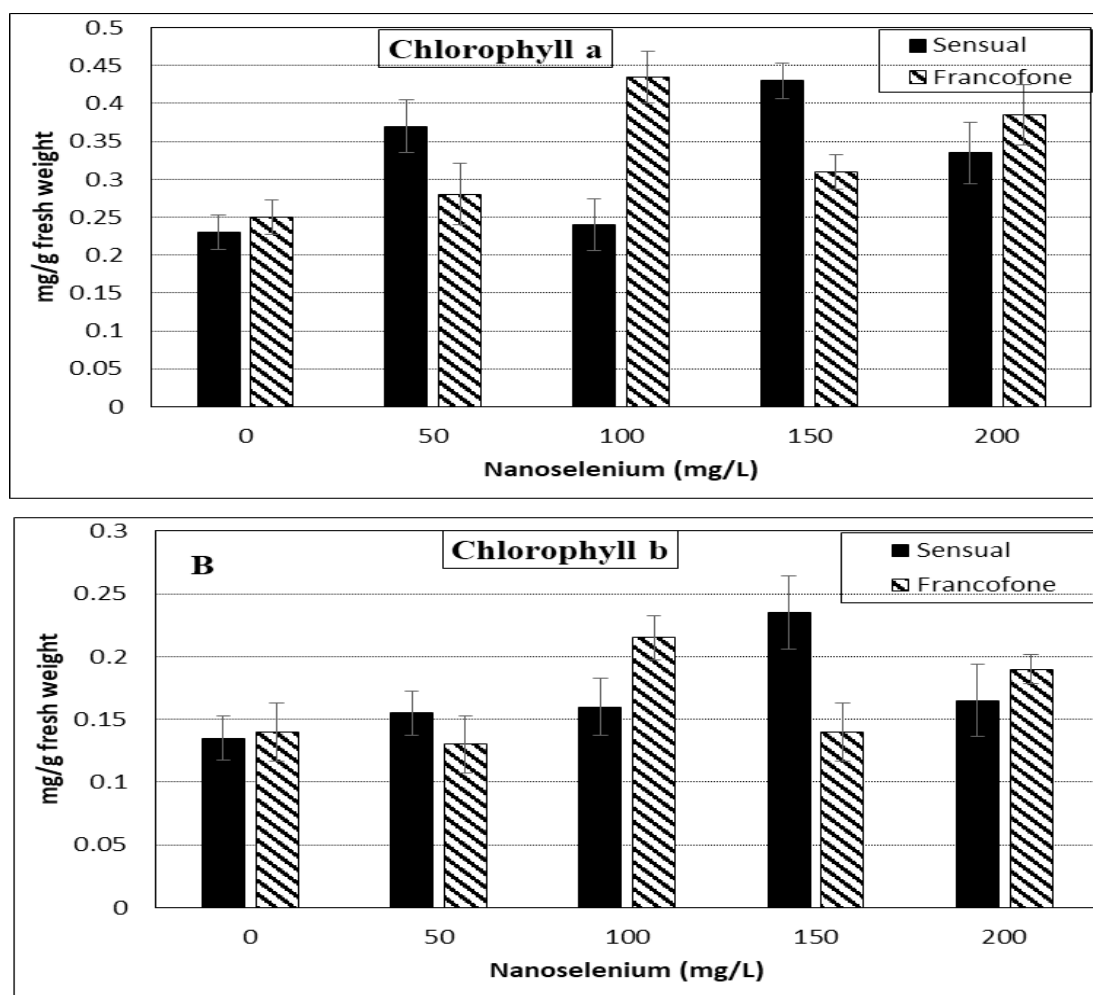 Chlorophyll a
Sensual
Francofone
mg/g fresh weight
0.5
0.45
0.4
0.35
0.3
0.25
0.2
0.15
0.1
0.05
0
0 50 100 150 200
Nanoselenium (mg/L)
B
Chlorophyll b
Sensual
Francofone
mg/g fresh weight
0.3
0.25
0.2
0.15
0.1
0.05
0
0 50 100 150 200
Nanoselenium (mg/L)